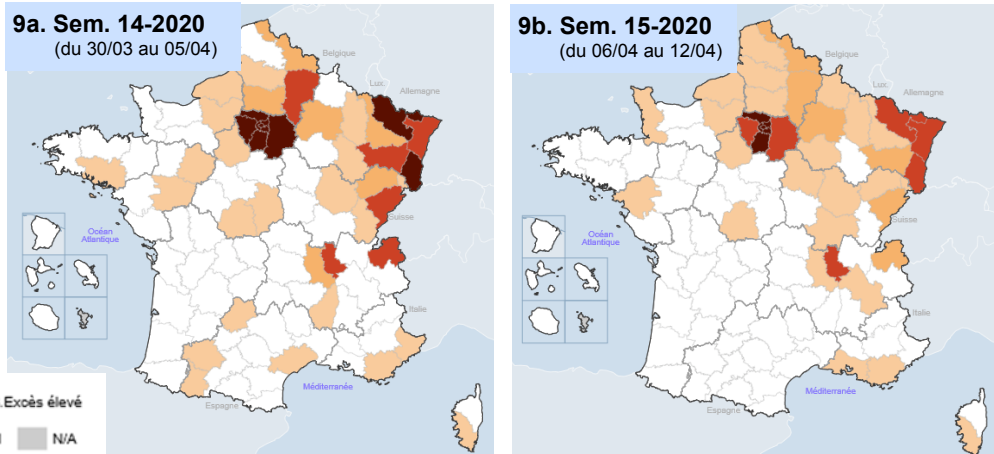 9a. Sem. 14-2020
(du 30/03 au 05/04)
Belgique
Lux.
Allemagne
Suisse
Océan
Atlantique
Italie
Méditerranée
Espagne
Excès élevé
N/A
9b. Sem. 15-2020
(du 06/04 au 12/04)
Belgique
Lux.
Allemagne
Suisse
Océan
Atlantique
Italie
Méditerranée
Espagne